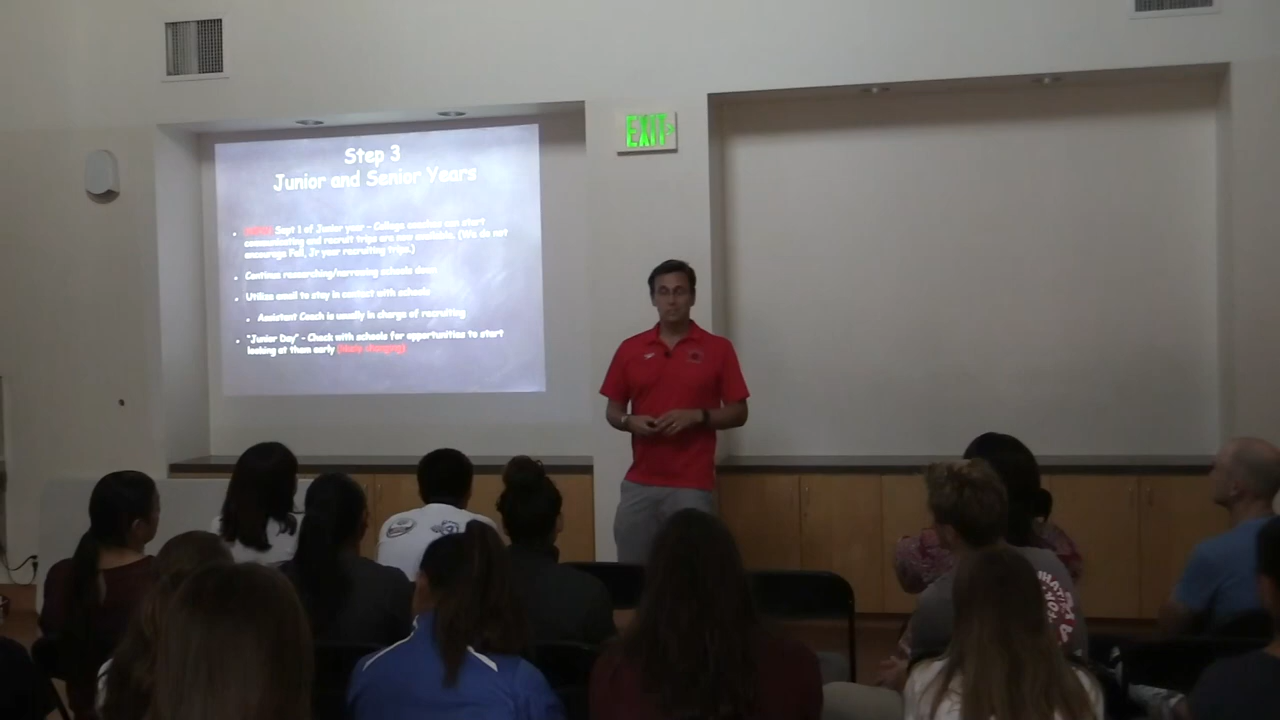 EXIT
Step 3
Junior and Senior Years
Sept 1 of Junior year - College coaches can start
communicating and recruit trips are now available. (We do not
encourage Fall, Jr year recruiting trips.)
Continue researching/narrowing schools down
Utilize email to stay in contact with schools
Assistant Coach is usually in charge of recruiting
"Junior Day" - Check with schools for opportunities to start
looking at them early (likely changing)